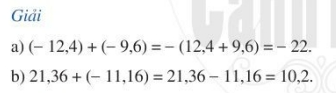 Giải
a) (– 12,4) + (– 9,6) = – (12,4 + 9,6) = – 22.
b) 21,36 + (– 11,16) = 21,36 – 11,16 = 10,2.